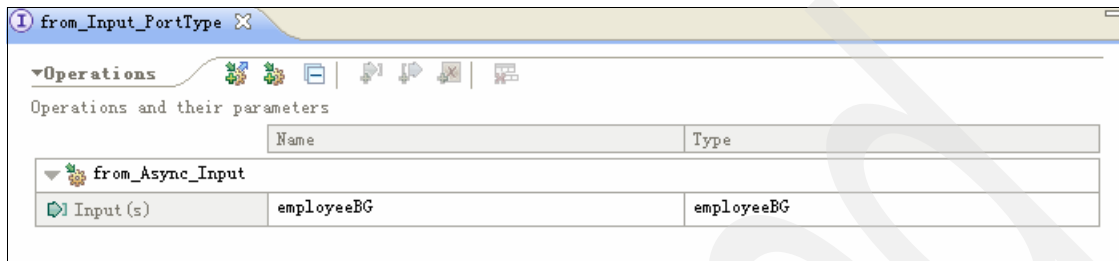 from_Input_PortType
Operations
Operations and their parameters
Name Type
from_Async_Input
Input(s) employeeBG employeeBG